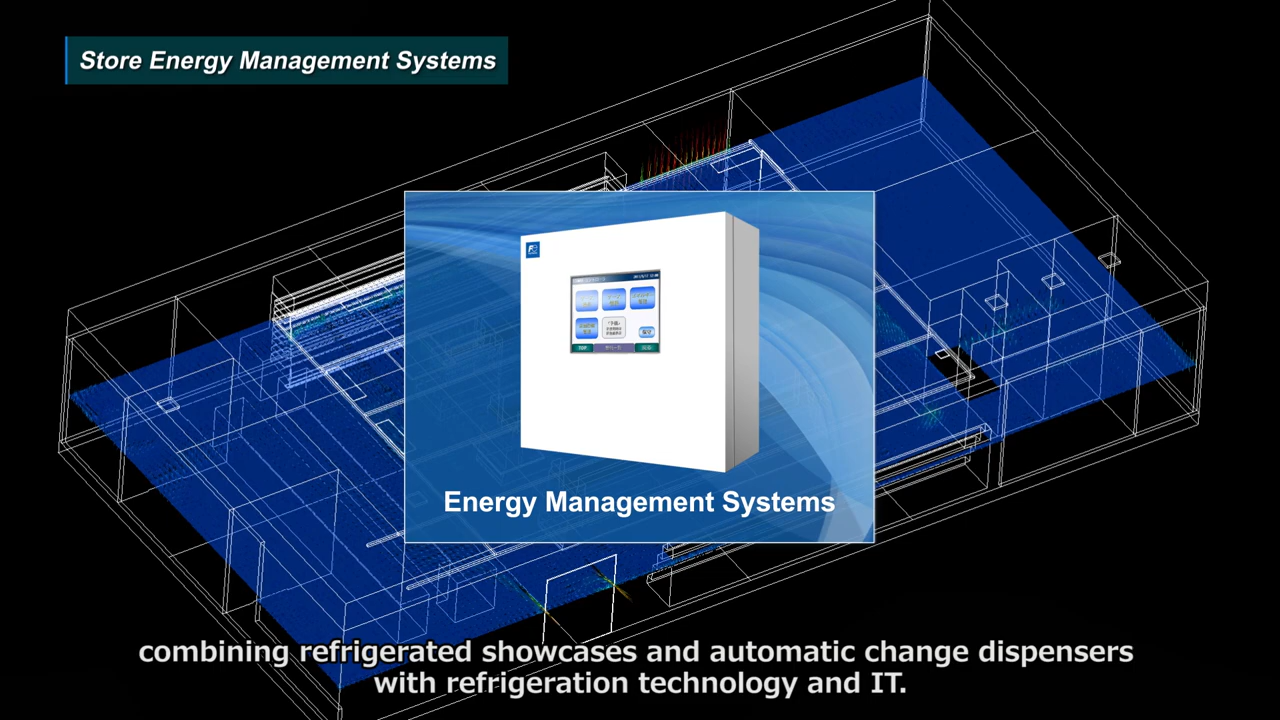 Store Energy Management Systems
Energy Management Systems
combining refrigerated showcases and automatic change dispensers
with refrigeration technology and IT.